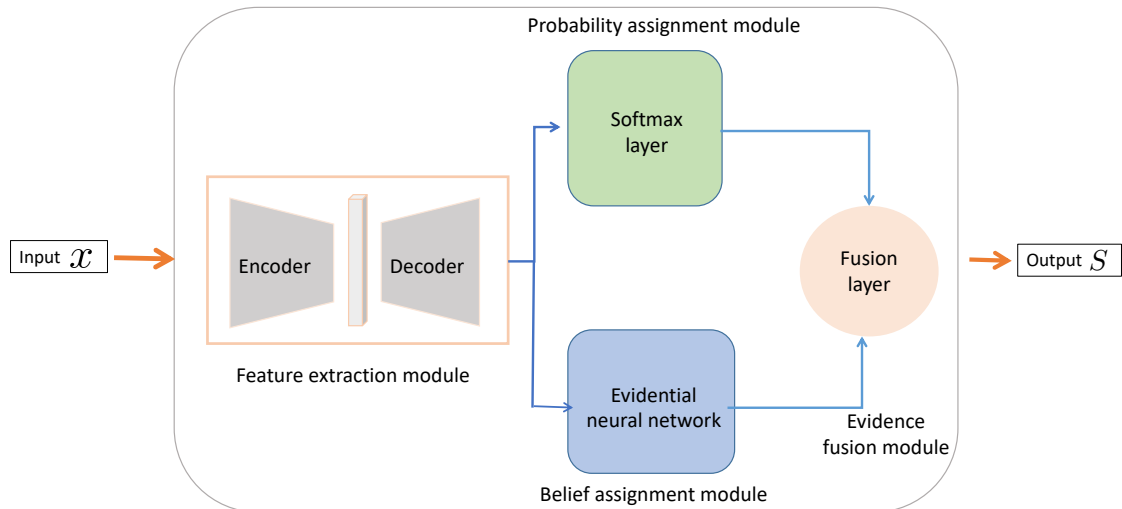 Probability assignment module
Softmax
layer
Input x
Encoder
Decoder
Fusion
layer
Output S
Feature extraction module
Evidential
neural network
Evidence
fusion module
Belief assignment module